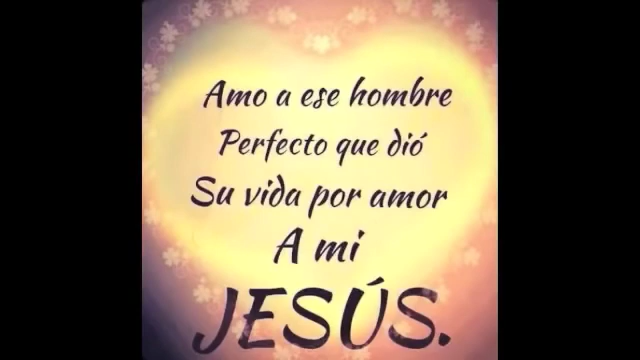 Amo a ese hombre
Perfecto que dió
Su vida por amor
A mi
JESÚS.